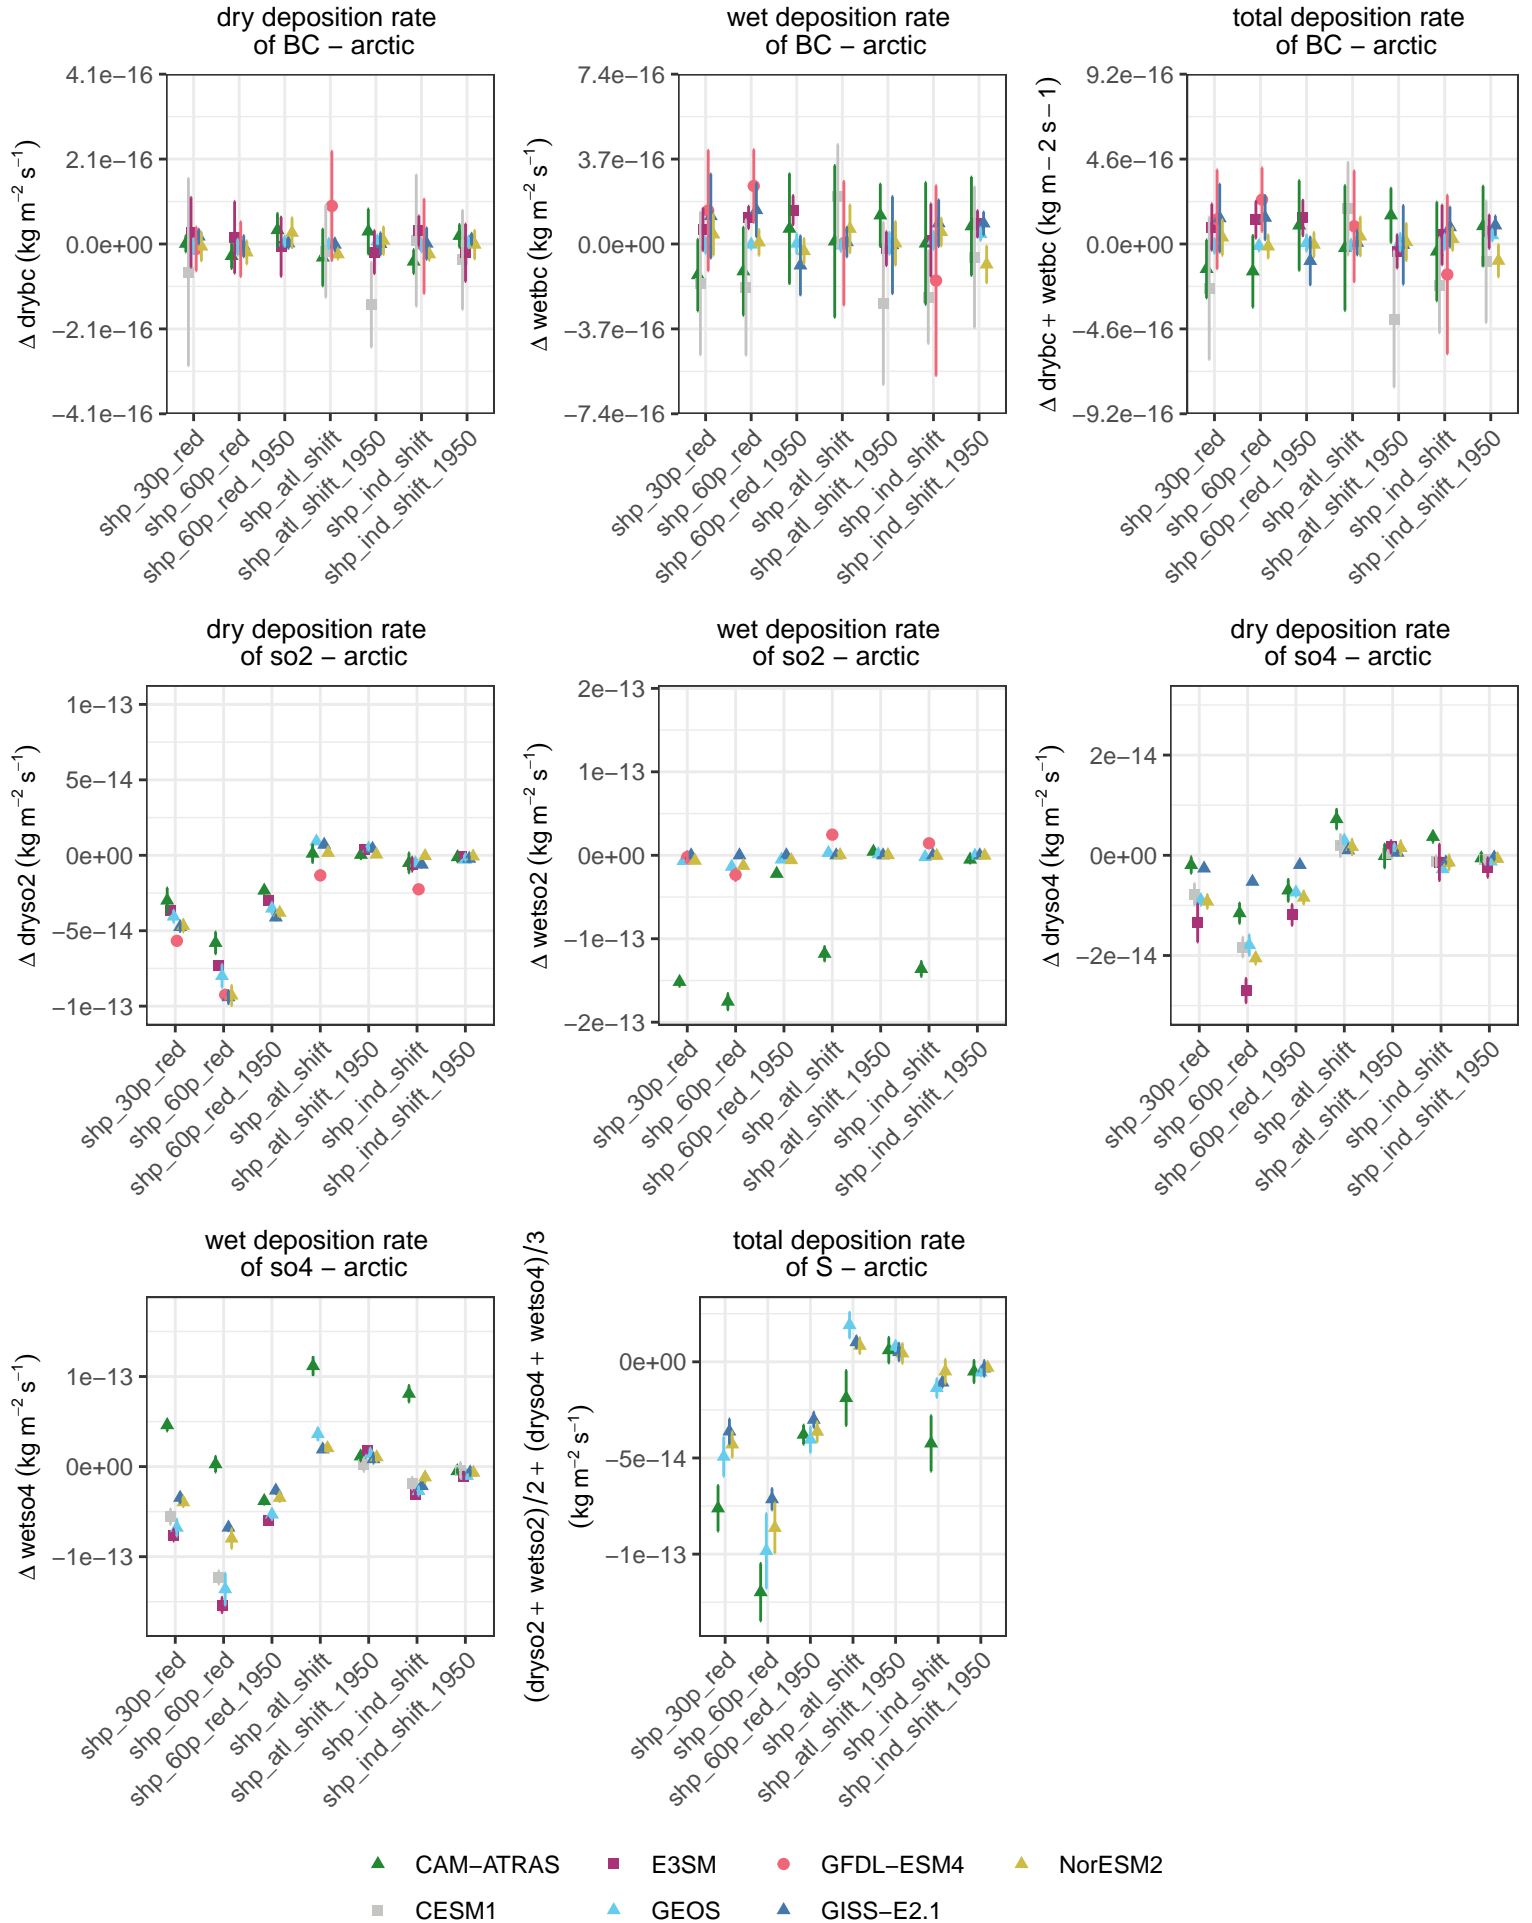 dry deposition rate
of BC − arctic
Δ drybc (kg m−2 s−1)
4.1e−16
2.1e−16
0.0e+00
−2.1e−16
−4.1e−16
shp_30p_red
shp_60p_red
shp_60p_red_1950
shp_atl_shift
shp_atl_shift_1950
shp_ind_shift
shp_ind_shift_1950
wet deposition rate
of BC − arctic
Δ wetbc (kg m−2 s−1)
7.4e−16
3.7e−16
0.0e+00
−3.7e−16
−7.4e−16
shp_30p_red
shp_60p_red
shp_60p_red_1950
shp_atl_shift
shp_atl_shift_1950
shp_ind_shift
shp_ind_shift_1950
total deposition rate
of BC − arctic
Δ drybc + wetbc (kg m − 2 s − 1)
9.2e−16
4.6e−16
0.0e+00
−4.6e−16
−9.2e−16
shp_30p_red
shp_60p_red
shp_60p_red_1950
shp_atl_shift
shp_atl_shift_1950
shp_ind_shift
shp_ind_shift_1950
dry deposition rate
of so2 − arctic
Δ dryso2 (kg m−2 s−1)
1e−13
5e−14
0e+00
−5e−14
−1e−13
shp_30p_red
shp_60p_red
shp_60p_red_1950
shp_atl_shift
shp_atl_shift_1950
shp_ind_shift
shp_ind_shift_1950
wet deposition rate
of so2 − arctic
Δ wetso2 (kg m−2 s−1)
2e−13
1e−13
0e+00
−1e−13
−2e−13
shp_30p_red
shp_60p_red
shp_60p_red_1950
shp_atl_shift
shp_atl_shift_1950
shp_ind_shift
shp_ind_shift_1950
dry deposition rate
of so4 − arctic
Δ dryso4 (kg m−2 s−1)
2e−14
0e+00
−2e−14
shp_30p_red
shp_60p_red
shp_60p_red_1950
shp_atl_shift
shp_atl_shift_1950
shp_ind_shift
shp_ind_shift_1950
wet deposition rate
of so4 − arctic
Δ wetso4 (kg m−2 s−1)
1e−13
0e+00
−1e−13
shp_30p_red
shp_60p_red
shp_60p_red_1950
shp_atl_shift
shp_atl_shift_1950
shp_ind_shift
shp_ind_shift_1950
total deposition rate
of S − arctic
(dryso2 + wetso2)/2 + (dryso4 + wetso4)/3
(kg m−2 s−1)
0e+00
−5e−14
−1e−13
shp_30p_red
shp_60p_red
shp_60p_red_1950
shp_atl_shift
shp_atl_shift_1950
shp_ind_shift
shp_ind_shift_1950
CAM−ATRAS E3SM GFDL−ESM4 NorESM2
CESM1 GEOS GISS−E2.1